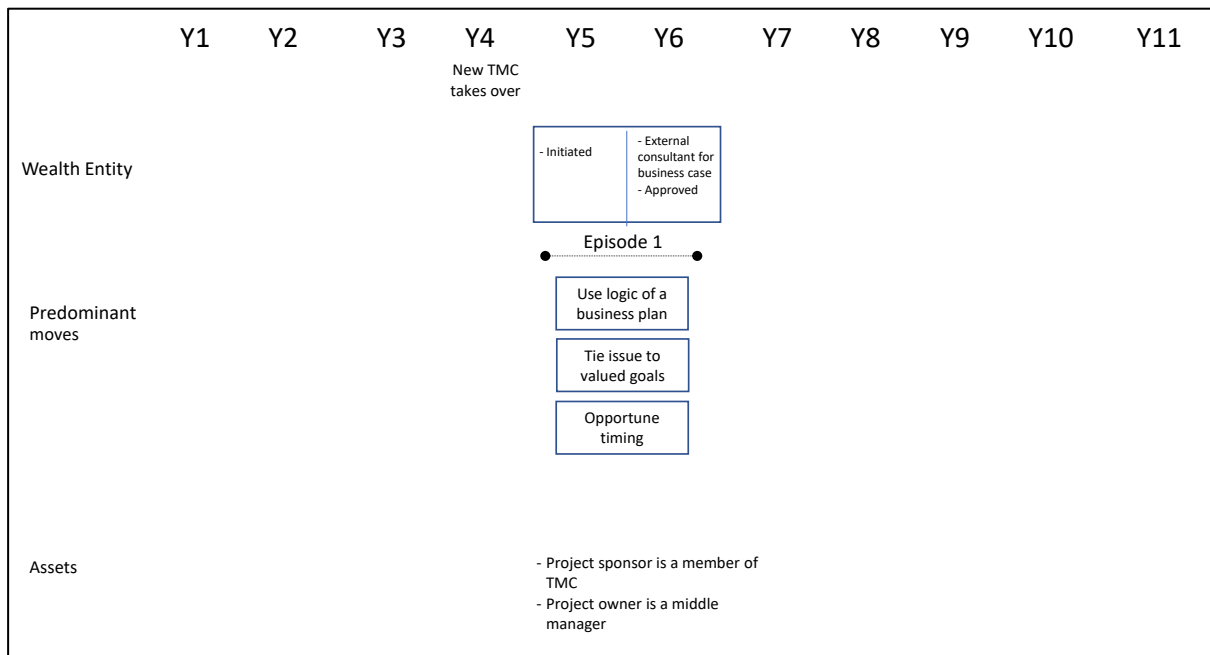 Y1 Y2 Y3 Y4 Y5 Y6 Y7 Y8 Y9 Y10 Y11
New TMC
takes over
Wealth Entity
- Initiated
- External
consultant for
business case
- Approved
Episode 1
Predominant
moves
Use logic of a
business plan
Tie issue to
valued goals
Opportune
timing
Assets
- Project sponsor is a member of
TMC
- Project owner is a middle
manager